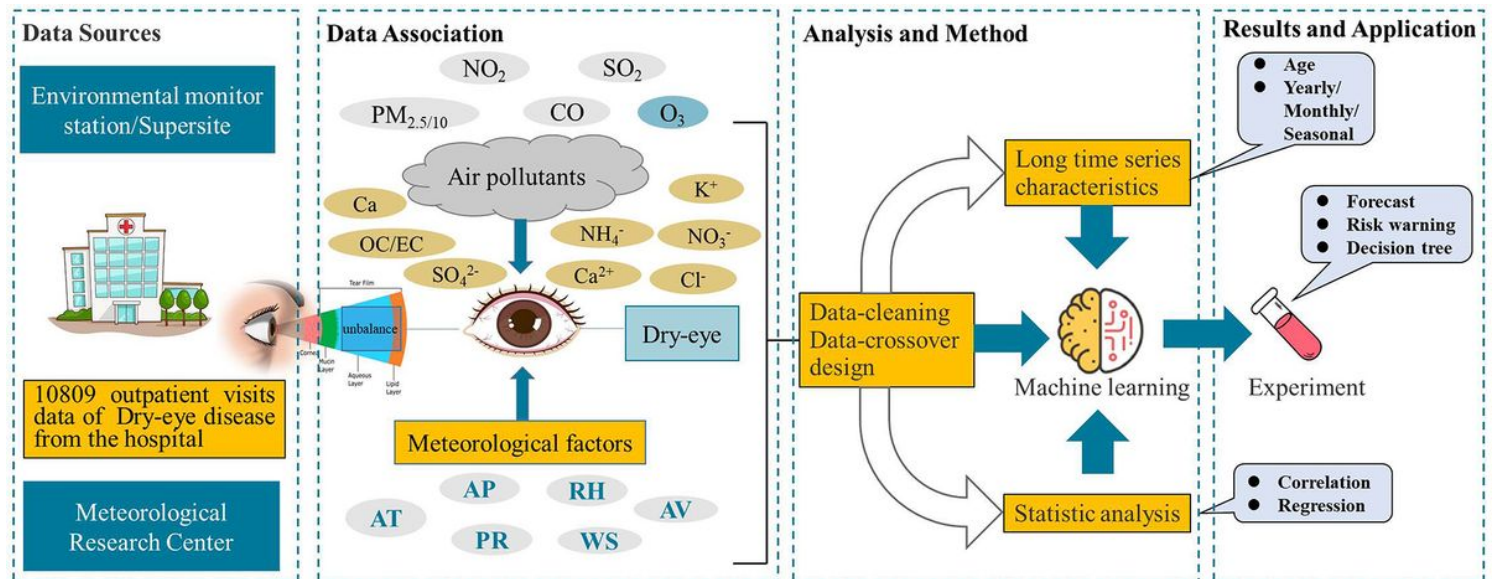 Data Sources
Environmental monitor
station/Supersite
10809 outpatient visits
data of Dry-eye disease
from the hospital
Meteorological
Research Center
Data Association
NO₂
SO₂
PM₂.₅/₁₀
CO
O₃
Air pollutants
K⁺
Ca
OC/EC
NH₄⁻
NO₃⁻
SO₄²⁻
Ca²⁺
Cl⁻
Tear Film
unbalance
Cornea
Mucin
Layer
Aqueous
Layer
Lipid
Layer
Dry-eye
Meteorological factors
AP
RH
AT
AV
PR
WS
Analysis and Method
Long time series
characteristics
Data-cleaning
Data-crossover
design
Machine learning
Statistic analysis
Results and Application
● Age
● Yearly/
Monthly/
Seasonal
● Forecast
● Risk warning
● Decision tree
Experiment
● Correlation
● Regression